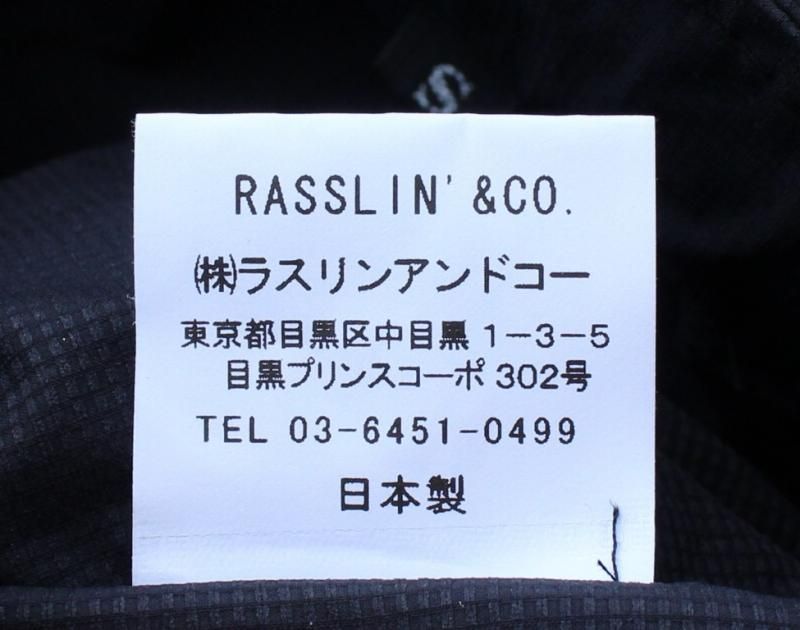 S
RASSLIN' &CO.
㈱ラスリンアンドコー
東京都目黒区中目黒 1-3-5
目黒プリンスコーポ 302号
TEL 03-6451-0499
日本製